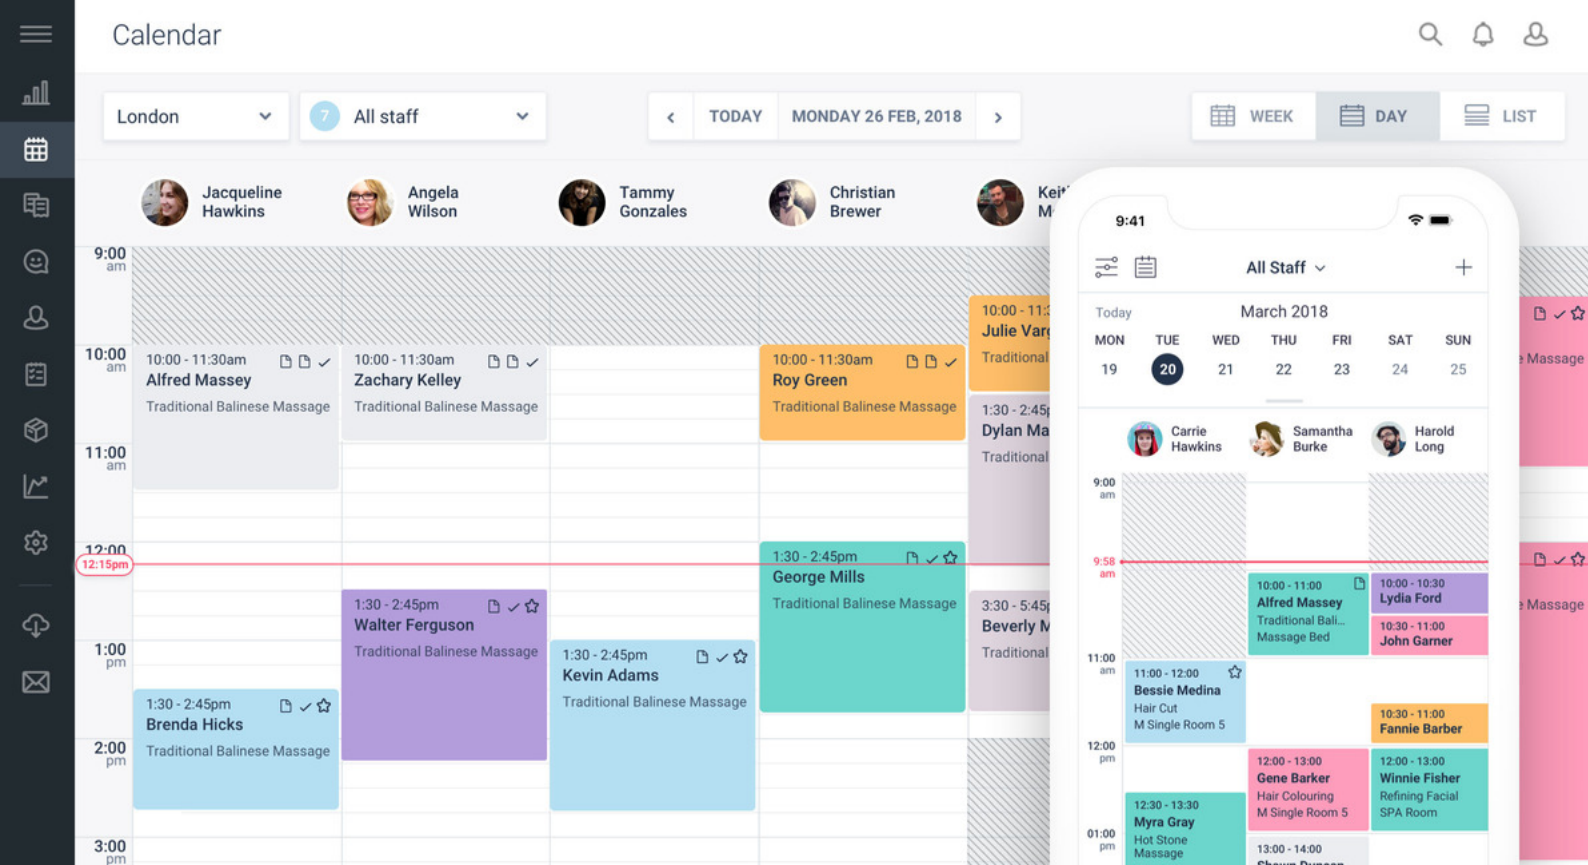 Calendar
London
7 All staff
TODAY MONDAY 26 FEB, 2018
WEEK DAY LIST
Jacqueline
Hawkins
Angela
Wilson
Tammy
Gonzales
Christian
Brewer
9:00
am
10:00
am
11:00
am
12:00
12:15pm
1:00
pm
2:00
pm
3:00
pm
10:00 - 11:30am
Alfred Massey
Traditional Balinese Massage
1:30 - 2:45pm
Brenda Hicks
Traditional Balinese Massage
10:00 - 11:30am
Zachary Kelley
Traditional Balinese Massage
1:30 - 2:45pm
Walter Ferguson
Traditional Balinese Massage
1:30 - 2:45pm
Kevin Adams
Traditional Balinese Massage
10:00 - 11:30am
Roy Green
Traditional Balinese Massage
1:30 - 2:45pm
George Mills
Traditional Balinese Massage
10:00 -
Julie
Traditional
1:30 -
Dylan
Traditional
3:30 -
Beverly
Traditional
Massage
Massage
9:41
All Staff
Today March 2018
MON TUE WED THU FRI SAT SUN
19 20 21 22 23 24 25
Carrie
Hawkins
Samantha
Burke
Harold
Long
9:00
am
9:58
am
11:00
am
12:00
pm
01:00
pm
11:00 - 12:00
Bessie Medina
Hair Cut
M Single Room 5
12:30 - 13:30
Myra Gray
Hot Stone
Massage
10:00 - 11:00
Alfred Massey
Traditional Bali...
Massage Bed
12:00 - 13:00
Gene Barker
Hair Colouring
M Single Room 5
13:00 - 14:00
10:00 - 10:30
Lydia Ford
10:30 - 11:00
John Garner
10:30 - 11:00
Fannie Barber
12:00 - 13:00
Winnie Fisher
Refining Facial
SPA Room